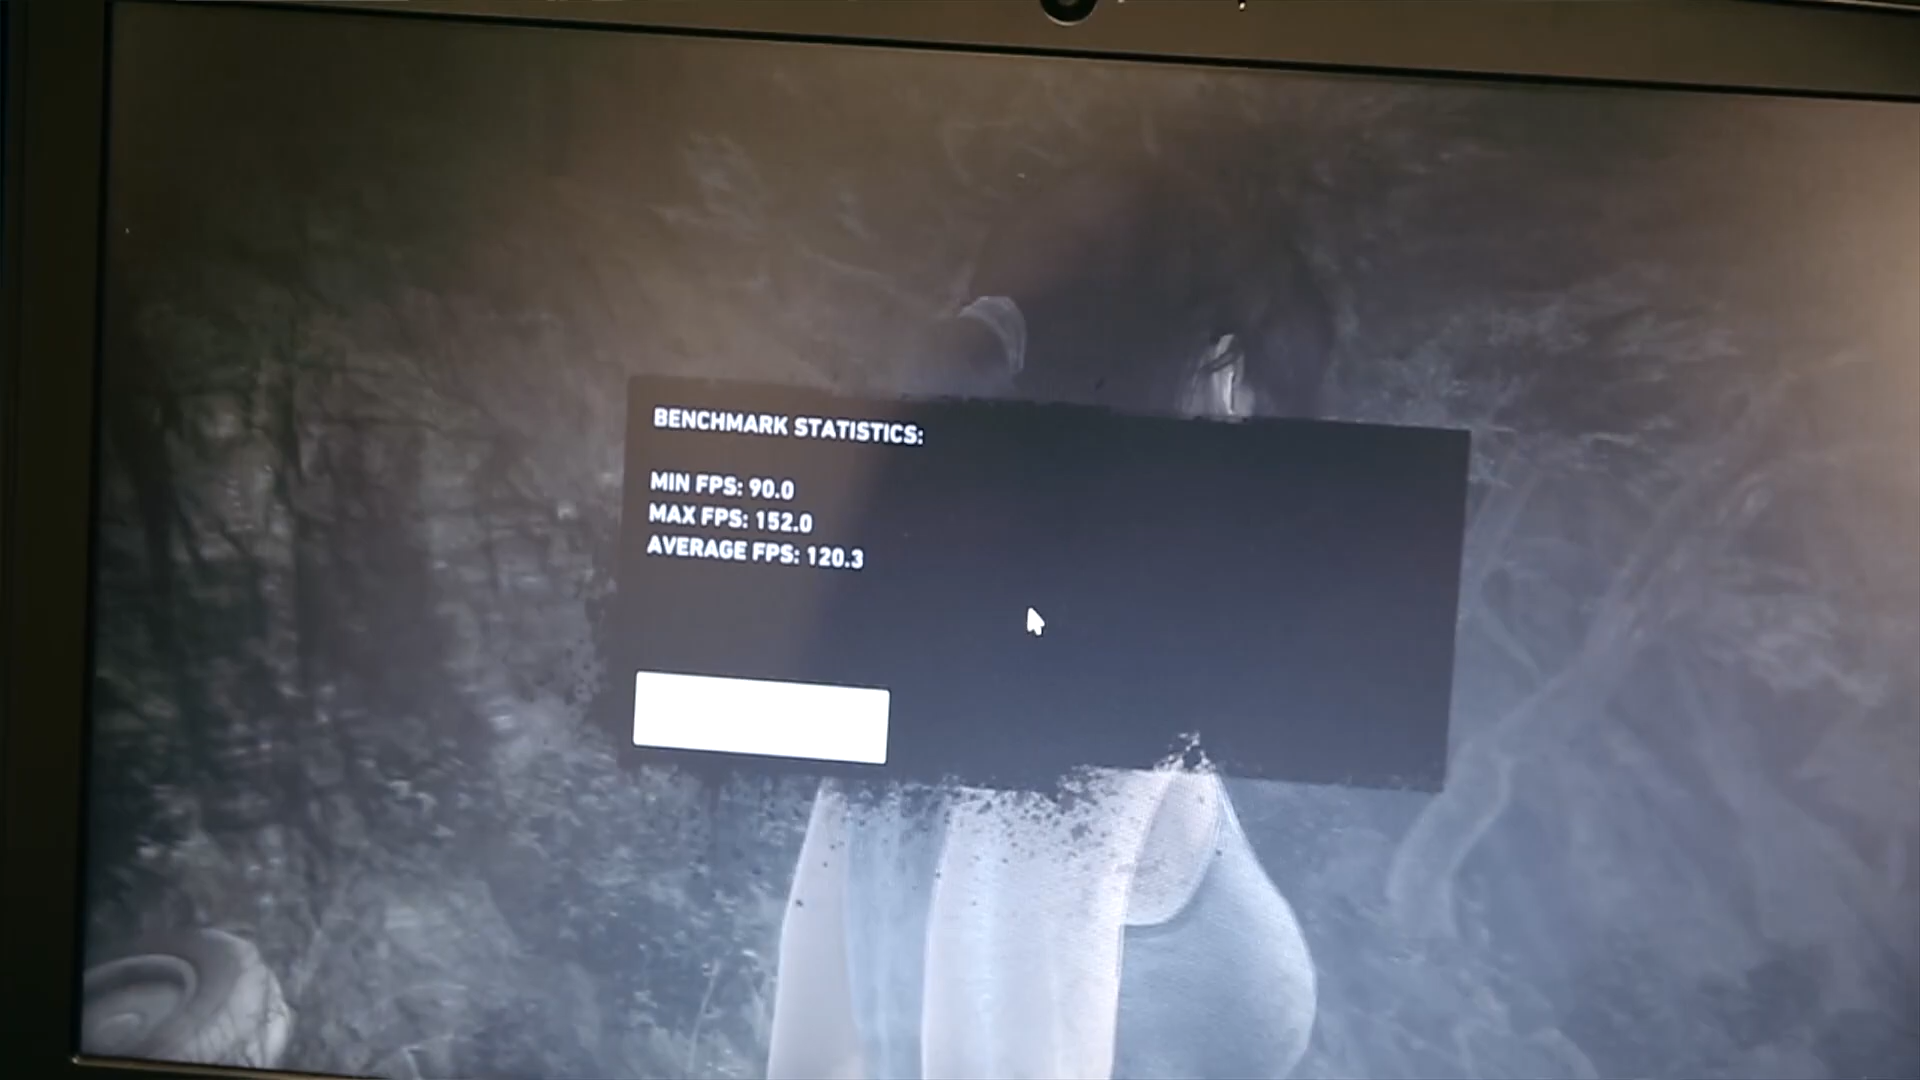 BENCHMARK STATISTICS:
MIN FPS: 90.0
MAX FPS: 152.0
AVERAGE FPS: 120.3